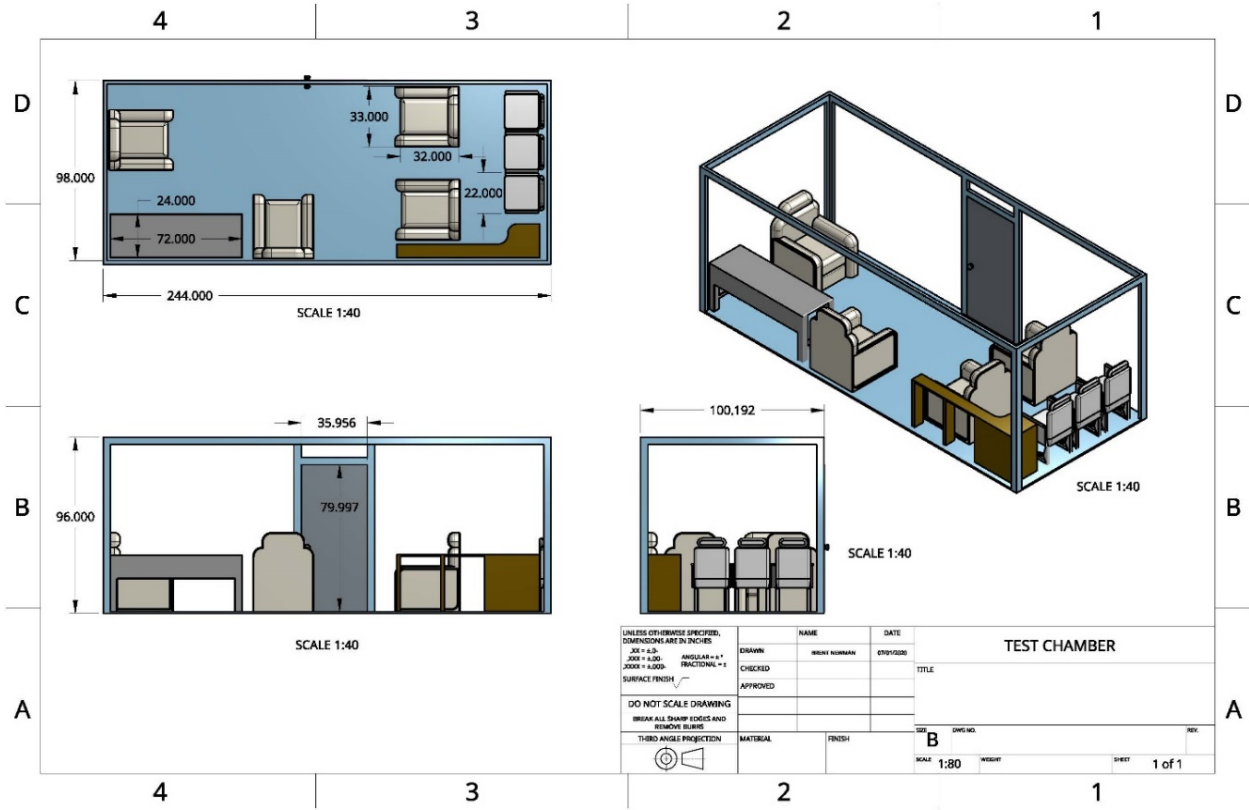 4 3 2 1
D D
33.000
32.000
98.000
24.000
22.000
72.000
244.000
SCALE 1:40
C C
SCALE 1:40
35.956
100.192
96.000
79.997
B B
SCALE 1:40
SCALE 1:40
UNLESS OTHERWISE SPECIFIED,
DIMENSIONS ARE IN INCHES
ANGULAR = ± °
FRACTIONAL = ±
SURFACE FINISH
DO NOT SCALE DRAWING
BREAK ALL SHARP EDGES AND
REMOVE BURRS
THIRD ANGLE PROJECTION
NAME DATE
DRAWN BRENT NEWMAN 07/01/2020
CHECKED
APPROVED
MATERIAL FINISH
TEST CHAMBER
TITLE
SIZE B DWG NO. REV.
SCALE 1:80 WEIGHT SHEET 1 of 1
A A
4 3 2 1